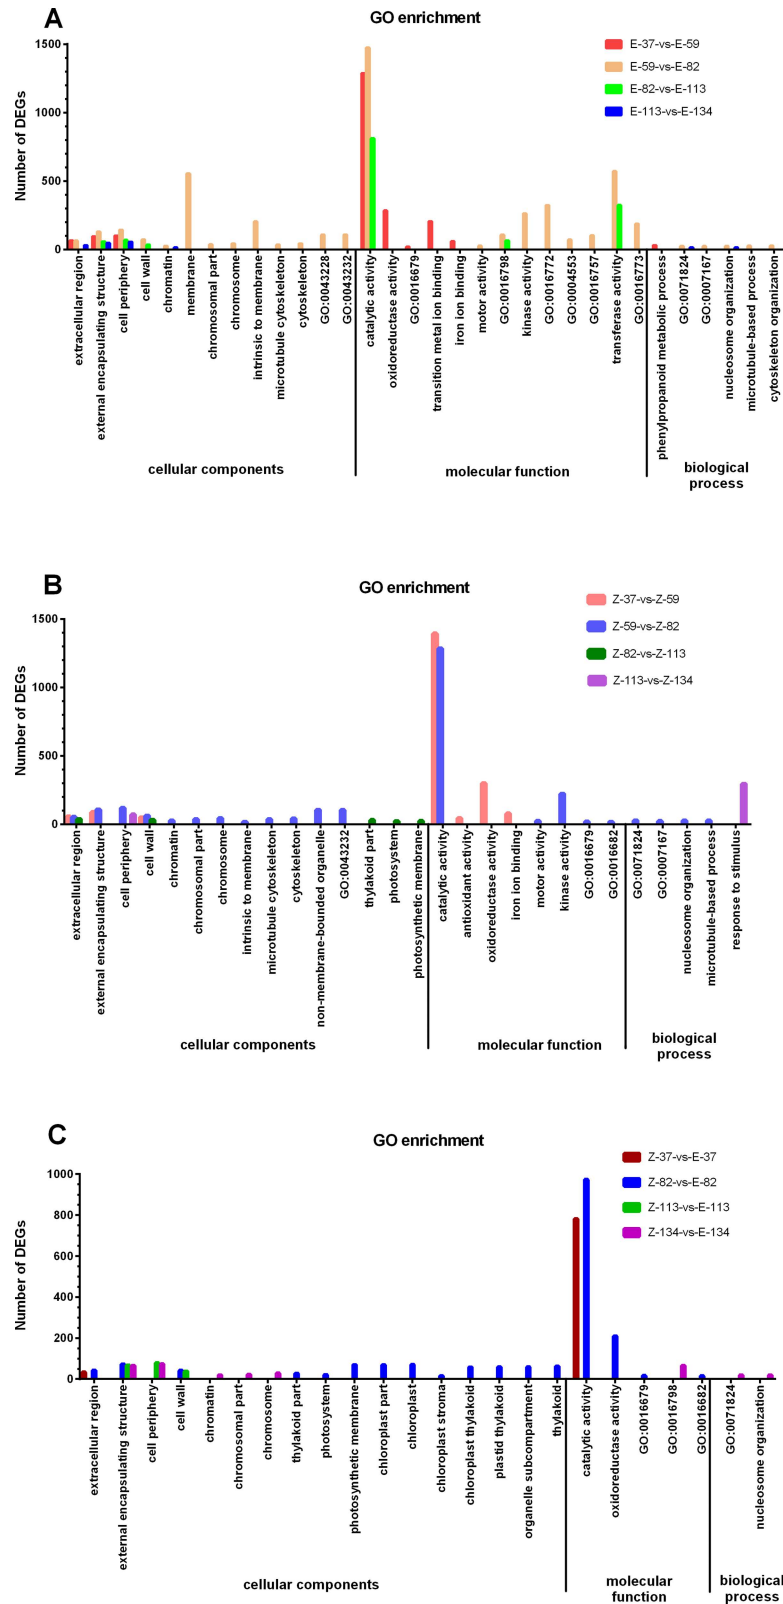 A
GO enrichment
Number of DEGs
1500
1000
500
0
E-37-vs-E-59
E-59-vs-E-82
E-82-vs-E-113
E-113-vs-E-134
extracellular region
external encapsulating structure
cell periphery
cell wall
chromatin
membrane
chromosomal part
chromosome
intrinsic to membrane
microtubule cytoskeleton
cytoskeleton
GO:0043228
GO:0043232
catalytic activity
oxidoreductase activity
GO:0016679
transition metal ion binding
iron ion binding
motor activity
GO:0016798
kinase activity
GO:0016772
GO:0004553
GO:0016757
transferase activity
GO:0016773
phenylpropanoid metabolic process
GO:0071824
GO:0007167
nucleosome organization
microtubule-based process
cytoskeleton organization
cellular components
molecular function
biological
process
B
GO enrichment
Number of DEGs
1500
1000
500
0
Z-37-vs-Z-59
Z-59-vs-Z-82
Z-82-vs-Z-113
Z-113-vs-Z-134
extracellular region
external encapsulating structure
cell periphery
cell wall
chromatin
chromosomal part
chromosome
intrinsic to membrane
microtubule cytoskeleton
cytoskeleton
non-membrane-bounded organelle
GO:0043232
thylakoid part
photosystem
photosynthetic membrane
catalytic activity
antioxidant activity
oxidoreductase activity
iron ion binding
motor activity
kinase activity
GO:0016679
GO:0016682
GO:0071824
GO:0007167
nucleosome organization
microtubule-based process
response to stimulus
cellular components
molecular function
biological
process
C
GO enrichment
Number of DEGs
1000
800
600
400
200
0
Z-37-vs-E-37
Z-82-vs-E-82
Z-113-vs-E-113
Z-134-vs-E-134
extracellular region
external encapsulating structure
cell periphery
cell wall
chromatin
chromosomal part
chromosome
thylakoid part
photosystem
photosynthetic membrane
chloroplast part
chloroplast
chloroplast stroma
chloroplast thylakoid
plastid thylakoid
organelle subcompartment
thylakoid
catalytic activity
oxidoreductase activity
GO:0016679
GO:0016798
GO:0016682
GO:0071824
nucleosome organization
cellular components
molecular
function
biological
process